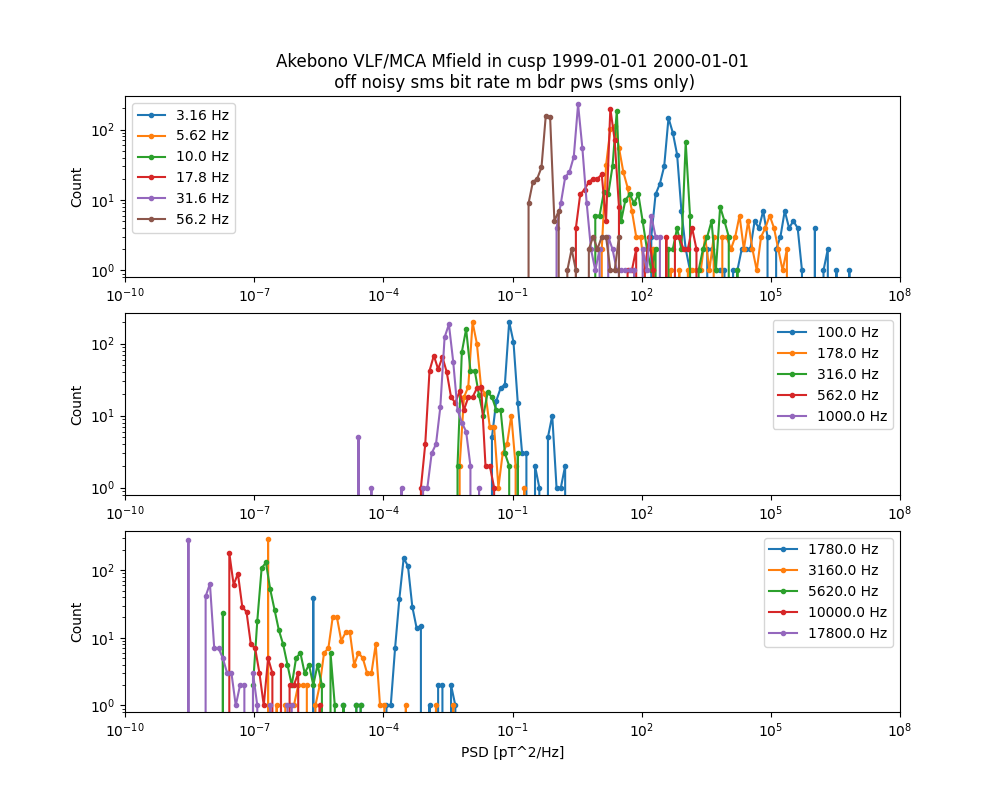 Akebono VLF/MCA Mfield in cusp 1999-01-01 2000-01-01
off noisy sms bit rate m bdr pws (sms only)
Count
10^2
10^1
10^0
3.16 Hz
5.62 Hz
10.0 Hz
17.8 Hz
31.6 Hz
56.2 Hz
10^-10 10^-7 10^-4 10^-1 10^2 10^5 10^8
Count
10^2
10^1
10^0
100.0 Hz
178.0 Hz
316.0 Hz
562.0 Hz
1000.0 Hz
10^-10 10^-7 10^-4 10^-1 10^2 10^5 10^8
Count
10^2
10^1
10^0
1780.0 Hz
3160.0 Hz
5620.0 Hz
10000.0 Hz
17800.0 Hz
10^-10 10^-7 10^-4 10^-1 10^2 10^5 10^8
PSD [pT^2/Hz]